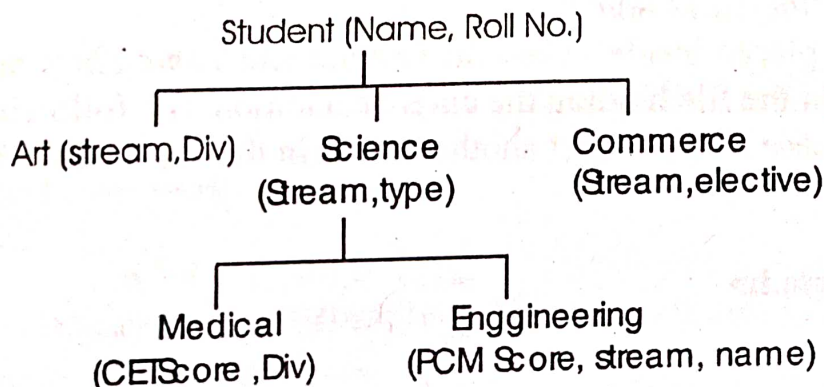 Student (Name, Roll No.)
Art (stream,Div) Science Commerce
(Stream,type) (Stream,elective)
Medical Enggineering
(CETScore ,Div) (PCM Score, stream, name)